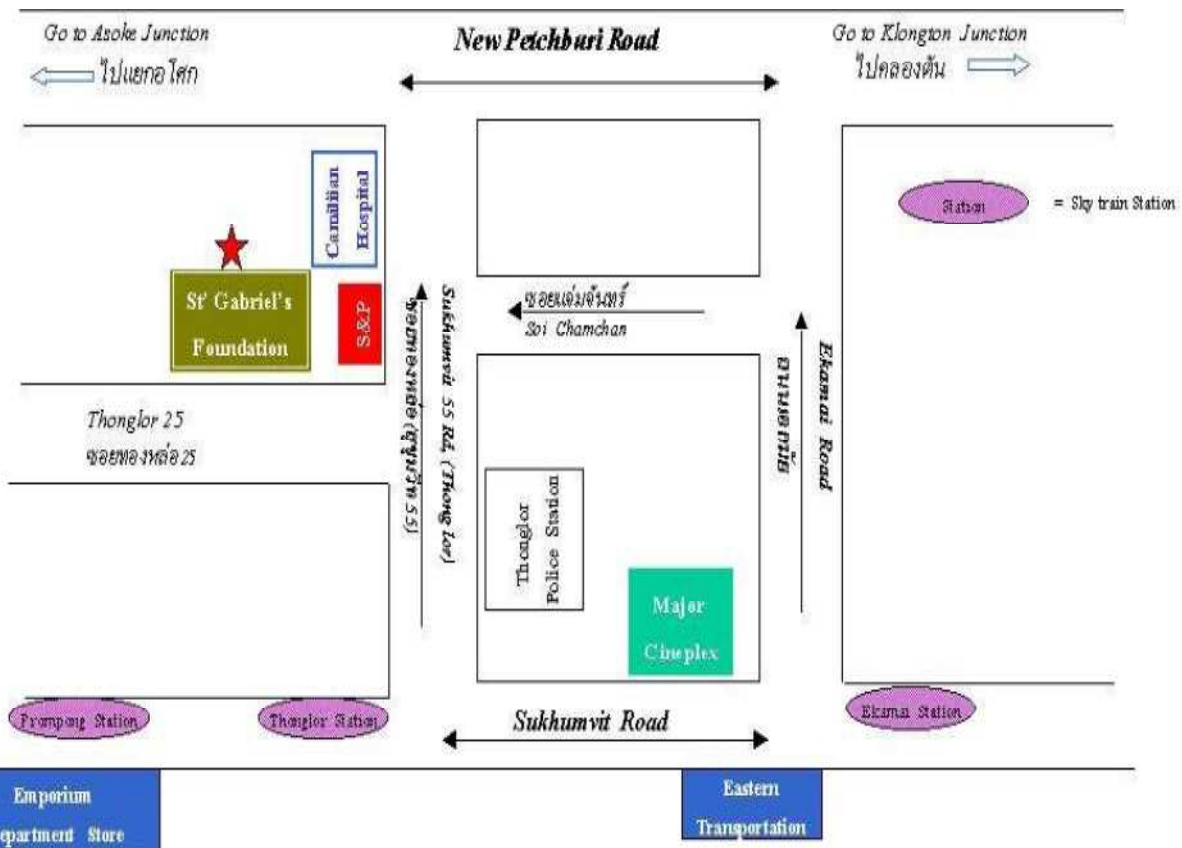 Go to Asoke Junction
ไปแยกอโศก
New Petchburi Road
Go to Klongton Junction
ไปคลองตัน
Camillian
Hospital
Station
= Sky train Station
St' Gabriel's
Foundation
S&P
ซอยทองหล่อ(สุขุมวิท 55)
Sukhumvit 55 Rd, (Thong lor)
ซอยแจ่มจันทร์
Soi Chamchan
ถนนเอกมัย
Ekamai Road
Thonglor 25
ซอยทองหล่อ25
Thonglor
Police Station
Major
Cineplex
Prompong Station
Thonglor Station
Sukhumvit Road
Ekamai Station
Emporium
epartment Store
Eastern
Transportation